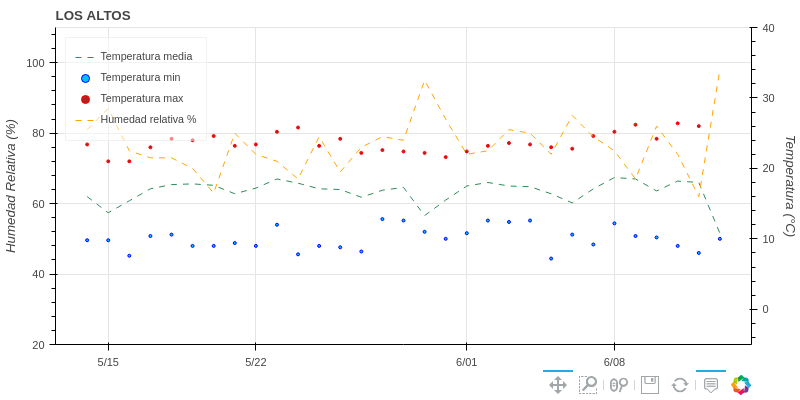 LOS ALTOS
Temperatura media
Temperatura min
Temperatura max
Humedad relativa %
Humedad Relativa (%)
100
80
60
40
20
40
30
20
10
0
Temperatura (°C)
5/15
5/22
6/01
6/08